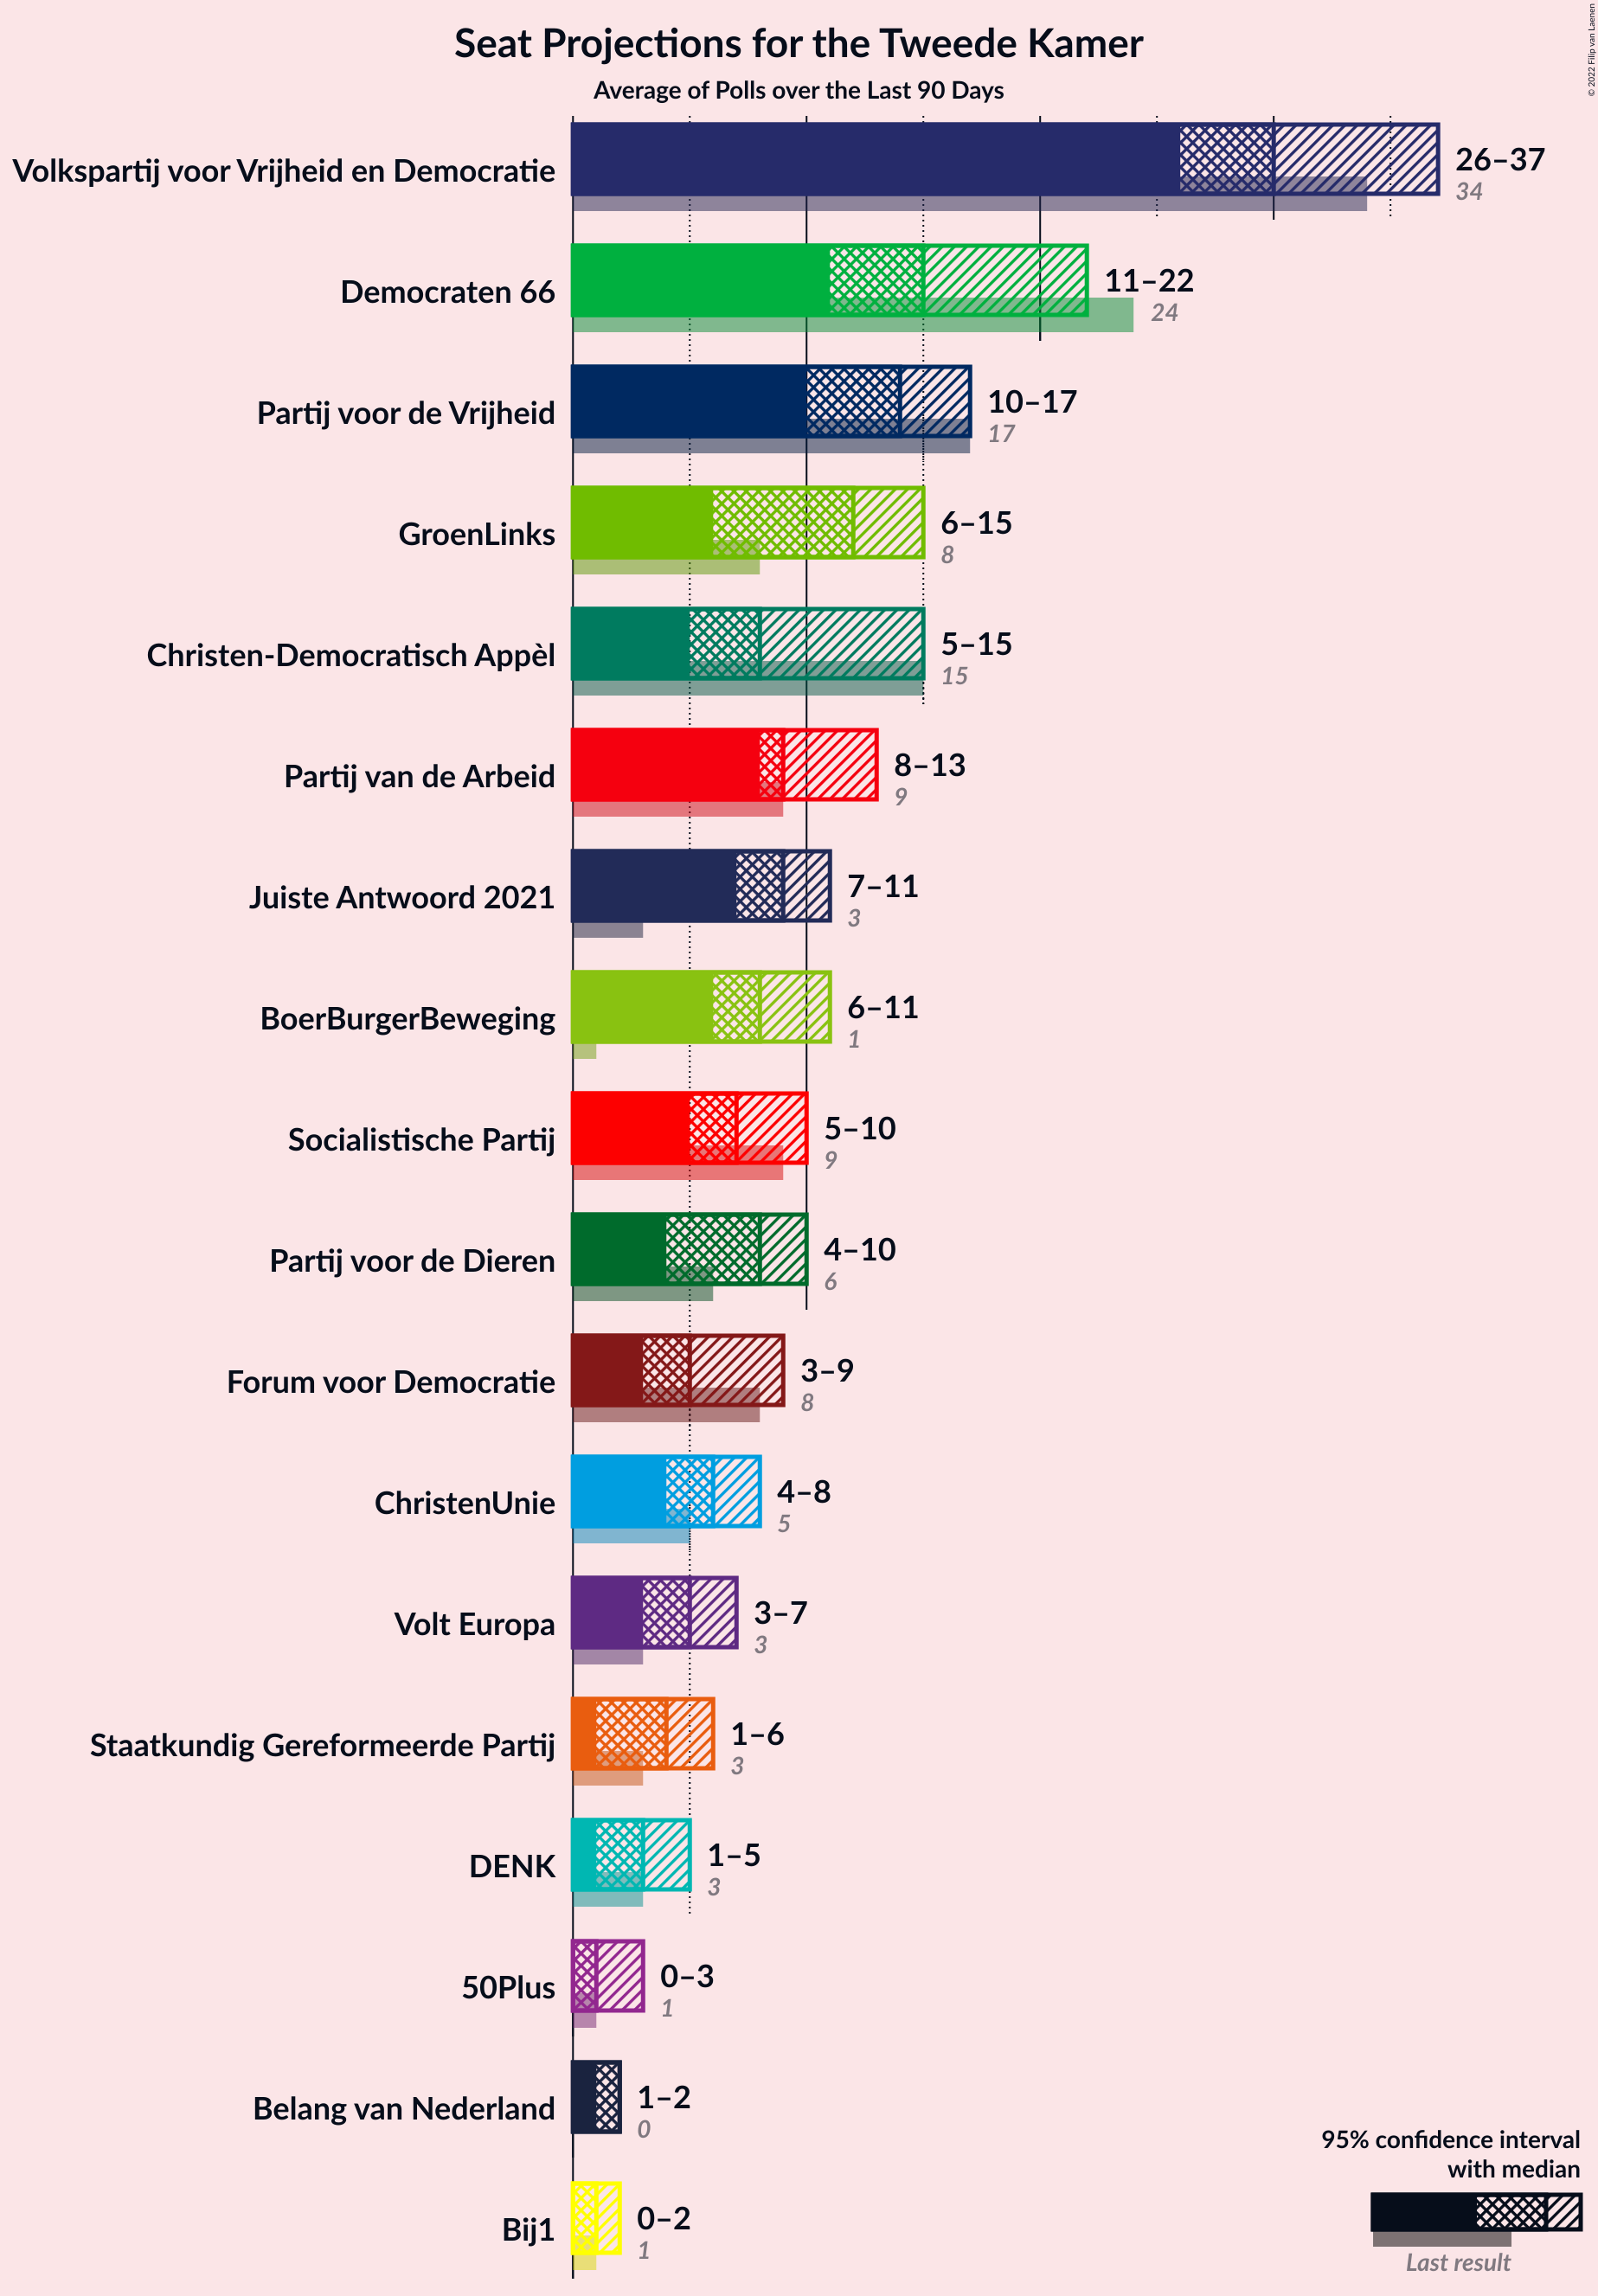 Seat Projections for the Tweede Kamer
Average of Polls over the Last 90 Days
© 2022 Filip van Laenen
Volkspartij voor Vrijheid en Democratie
26–37
34
Democraten 66
11–22
24
Partij voor de Vrijheid
10–17
17
GroenLinks
6–15
8
Christen-Democratisch Appèl
5–15
15
Partij van de Arbeid
8–13
9
Juiste Antwoord 2021
7–11
3
BoerBurgerBeweging
6–11
1
Socialistische Partij
5–10
9
Partij voor de Dieren
4–10
6
Forum voor Democratie
3–9
8
ChristenUnie
4–8
5
Volt Europa
3–7
3
Staatkundig Gereformeerde Partij
1–6
3
DENK
1–5
3
50Plus
0–3
1
Belang van Nederland
1–2
0
Bij1
0–2
1
95% confidence interval
with median
Last result